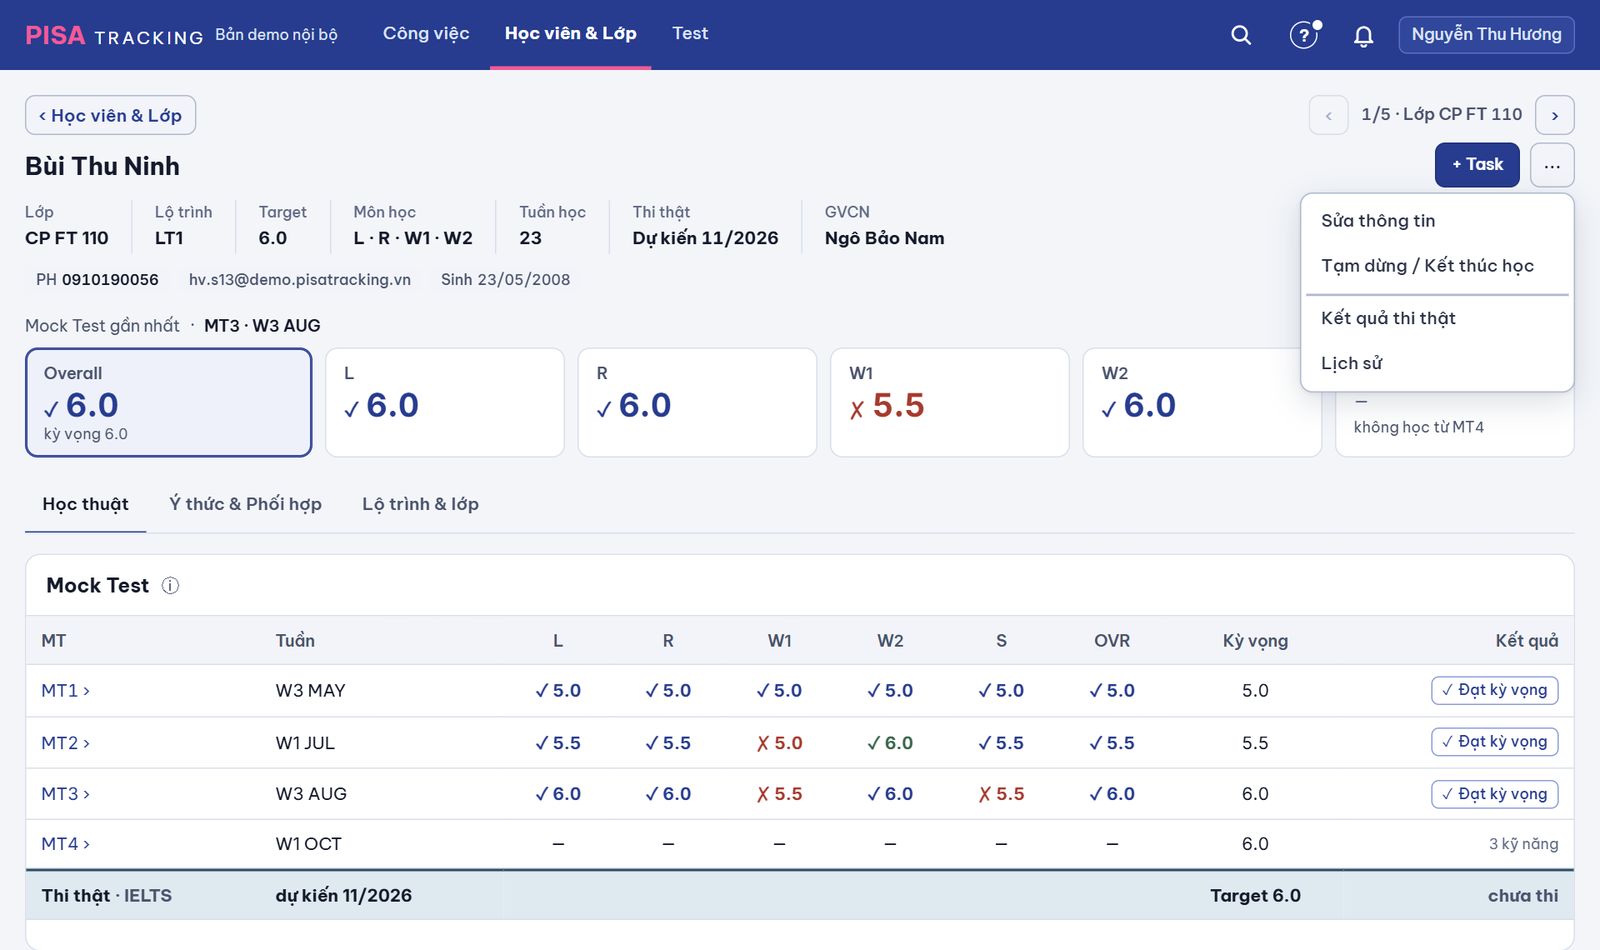 PISA TRACKING Bản demo nội bộ Công việc Học viên & Lớp Test ? Nguyễn Thu Hương
‹ Học viên & Lớp ‹ 1/5 · Lớp CP FT 110 ›
Bùi Thu Ninh + Task ...
Lớp Lộ trình Target Môn học Tuần học Thi thật GVCN
CP FT 110 LT1 6.0 L · R · W1 · W2 23 Dự kiến 11/2026 Ngô Bảo Nam
PH 0910190056 hv.s13@demo.pisatracking.vn Sinh 23/05/2008
Sửa thông tin
Tạm dừng / Kết thúc học
Kết quả thi thật
Lịch sử
Mock Test gần nhất · MT3 · W3 AUG
Overall L R W1 W2
✓ 6.0 ✓ 6.0 ✓ 6.0 ✗ 5.5 ✓ 6.0 –
kỳ vọng 6.0 không học từ MT4
Học thuật Ý thức & Phối hợp Lộ trình & lớp
Mock Test ⓘ
MT Tuần L R W1 W2 S OVR Kỳ vọng Kết quả
MT1 › W3 MAY ✓ 5.0 ✓ 5.0 ✓ 5.0 ✓ 5.0 ✓ 5.0 ✓ 5.0 5.0 ✓ Đạt kỳ vọng
MT2 › W1 JUL ✓ 5.5 ✓ 5.5 ✗ 5.0 ✓ 6.0 ✓ 5.5 ✓ 5.5 5.5 ✓ Đạt kỳ vọng
MT3 › W3 AUG ✓ 6.0 ✓ 6.0 ✗ 5.5 ✓ 6.0 ✗ 5.5 ✓ 6.0 6.0 ✓ Đạt kỳ vọng
MT4 › W1 OCT – – – – – – 6.0 3 kỹ năng
Thi thật · IELTS dự kiến 11/2026 Target 6.0 chưa thi